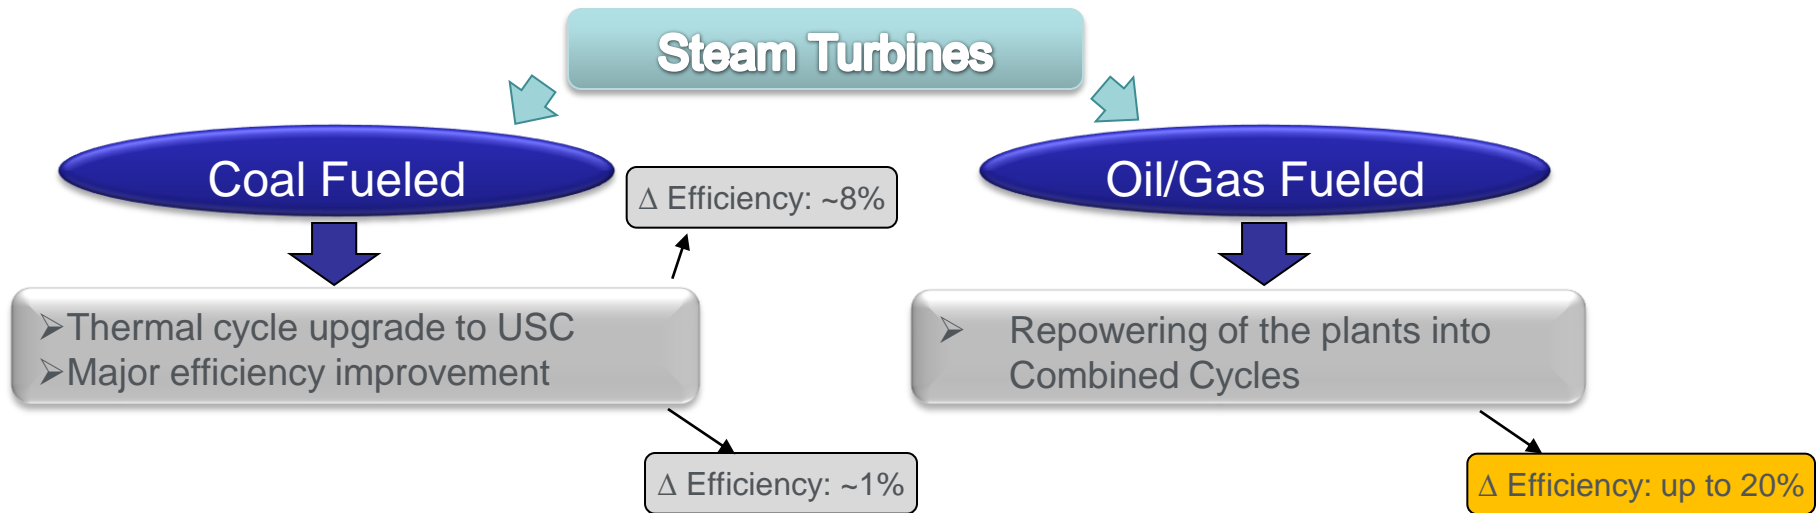 Steam Turbines
Coal Fueled
Oil/Gas Fueled
∆ Efficiency: ~8%
➢Thermal cycle upgrade to USC
➢Major efficiency improvement
➢ Repowering of the plants into
Combined Cycles
∆ Efficiency: ~1%
∆ Efficiency: up to 20%